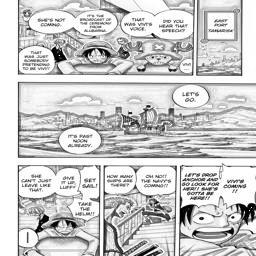 EAST
PORT
TAMARISK
DID YOU
HEAR THAT
SPEECH?
THAT WAS
VIVI'S
VOICE.
VIVI
IT'S THE
BROADCAST OF
THE CEREMONY
FROM
ALUBARNA.
SHE'S NOT
COMING.
THAT WAS
JUST
SOMEBODY
PRETENDING
TO BE VIVI!!
LET'S
GO.
IT'S PAST
NOON
ALREADY.
LET'S DROP
ANCHOR AND GO
LOOK FOR
HER!! SHE'S
GOTTA BE
HERE!!
VIVI'S
COMING
!!
OH NO!!
THE NAVY'S
COMING!!
HOW MANY
SHIPS ARE
THERE?
SET
SAIL!
TAKE
THE
HELM!!
GIVE IT
UP,
LUFFY
SHE
CAN'T JUST
LEAVE LIKE
THAT.